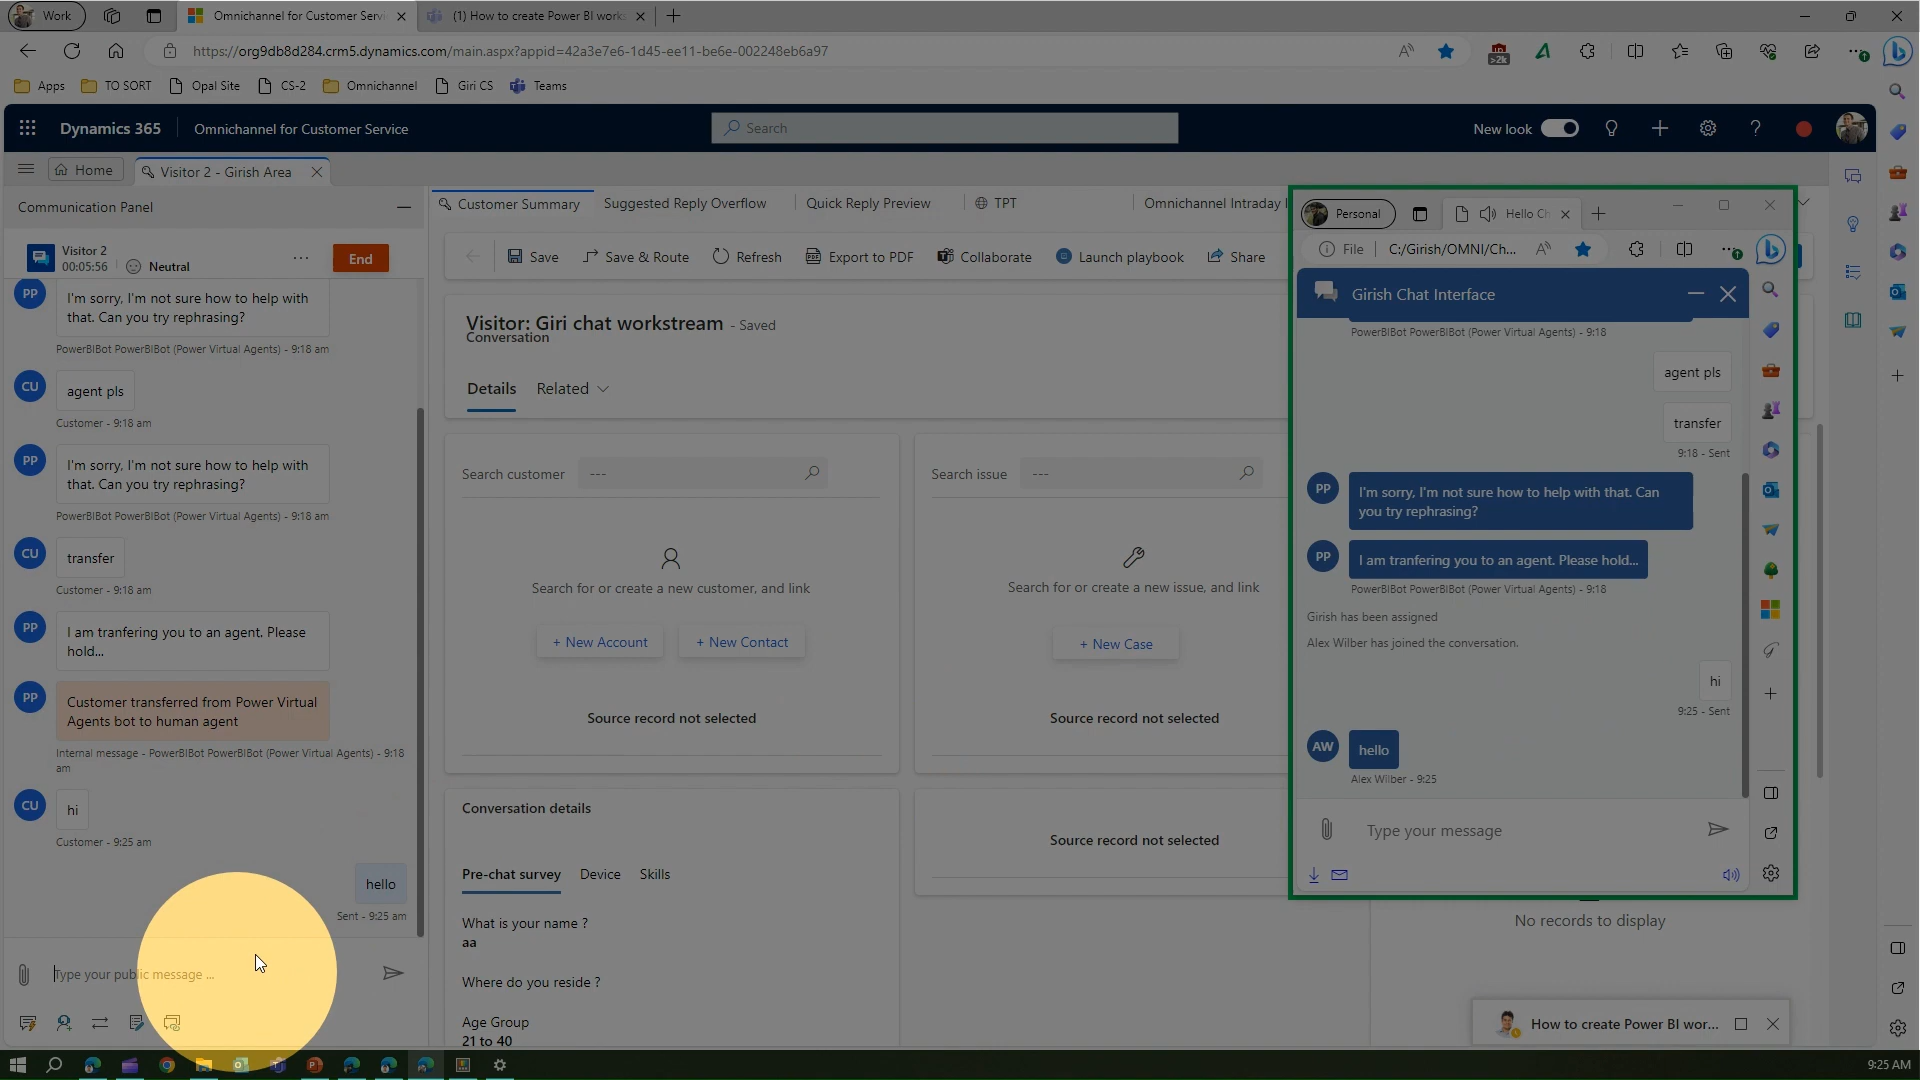 Work
Omnichannel for Customer Servi
(1) How to create Power BI works
https://org9db8d284.crm5.dynamics.com/main.aspx?appid=42a3e7e6-1d45-ee11-be6e-002248eb6a97
>2k
Apps
TO SORT
Opal Site
CS-2
Omnichannel
Giri CS
Teams
Dynamics 365
Omnichannel for Customer Service
Search
New look
Home
Visitor 2 - Girish Area
Communication Panel
Visitor 2
00:05:56
Neutral
...
End
PP
I'm sorry, I'm not sure how to help with
that. Can you try rephrasing?
PowerBIBot PowerBIBot (Power Virtual Agents) - 9:18 am
CU
agent pls
Customer - 9:18 am
PP
I'm sorry, I'm not sure how to help with
that. Can you try rephrasing?
PowerBIBot PowerBIBot (Power Virtual Agents) - 9:18 am
CU
transfer
Customer - 9:18 am
PP
I am tranfering you to an agent. Please
hold...
PP
Customer transferred from Power Virtual
Agents bot to human agent
Internal message - PowerBIBot PowerBIBot (Power Virtual Agents) - 9:18
am
CU
hi
Customer - 9:25 am
hello
Sent - 9:25 am
Type your public message ...
Customer Summary
Suggested Reply Overflow
Quick Reply Preview
TPT
Omnichannel Intraday I
Save
Save & Route
Refresh
Export to PDF
Collaborate
Launch playbook
Share
Visitor: Giri chat workstream - Saved
Conversation
Details
Related
Search customer
---
Search for or create a new customer, and link
+ New Account
+ New Contact
Source record not selected
Search issue
---
Search for or create a new issue, and link
+ New Case
Source record not selected
Conversation details
Pre-chat survey
Device
Skills
What is your name ?
aa
Where do you reside ?
Age Group
21 to 40
Source record not selected
No records to display
Personal
Hello Ch
File
C:/Girish/OMNI/Ch...
Girish Chat Interface
PowerBIBot PowerBIBot (Power Virtual Agents) - 9:18
agent pls
transfer
9:18 - Sent
PP
I'm sorry, I'm not sure how to help with that. Can
you try rephrasing?
PP
I am tranfering you to an agent. Please hold...
PowerBIBot PowerBIBot (Power Virtual Agents) - 9:18
Girish has been assigned
Alex Wilber has joined the conversation.
hi
9:25 - Sent
AW
hello
Alex Wilber - 9:25
Type your message
How to create Power BI wor...
9:25 AM